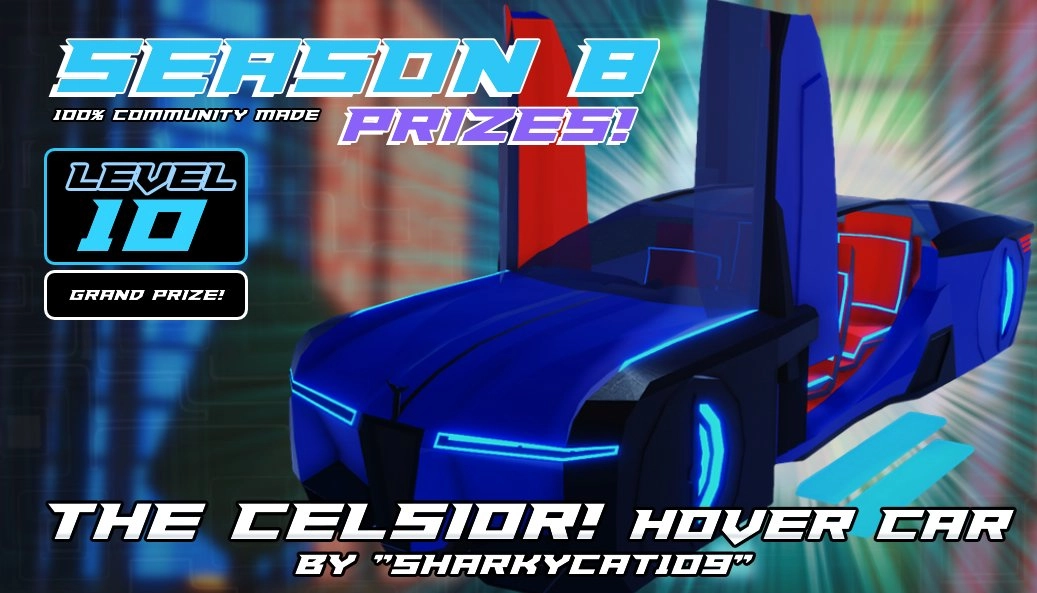 SEASON 8
100% COMMUNITY MADE
PRIZES!
LEVEL
10
GRAND PRIZE!
THE CELSIOR! HOVER CAR
BY "SHARKYCAT109"